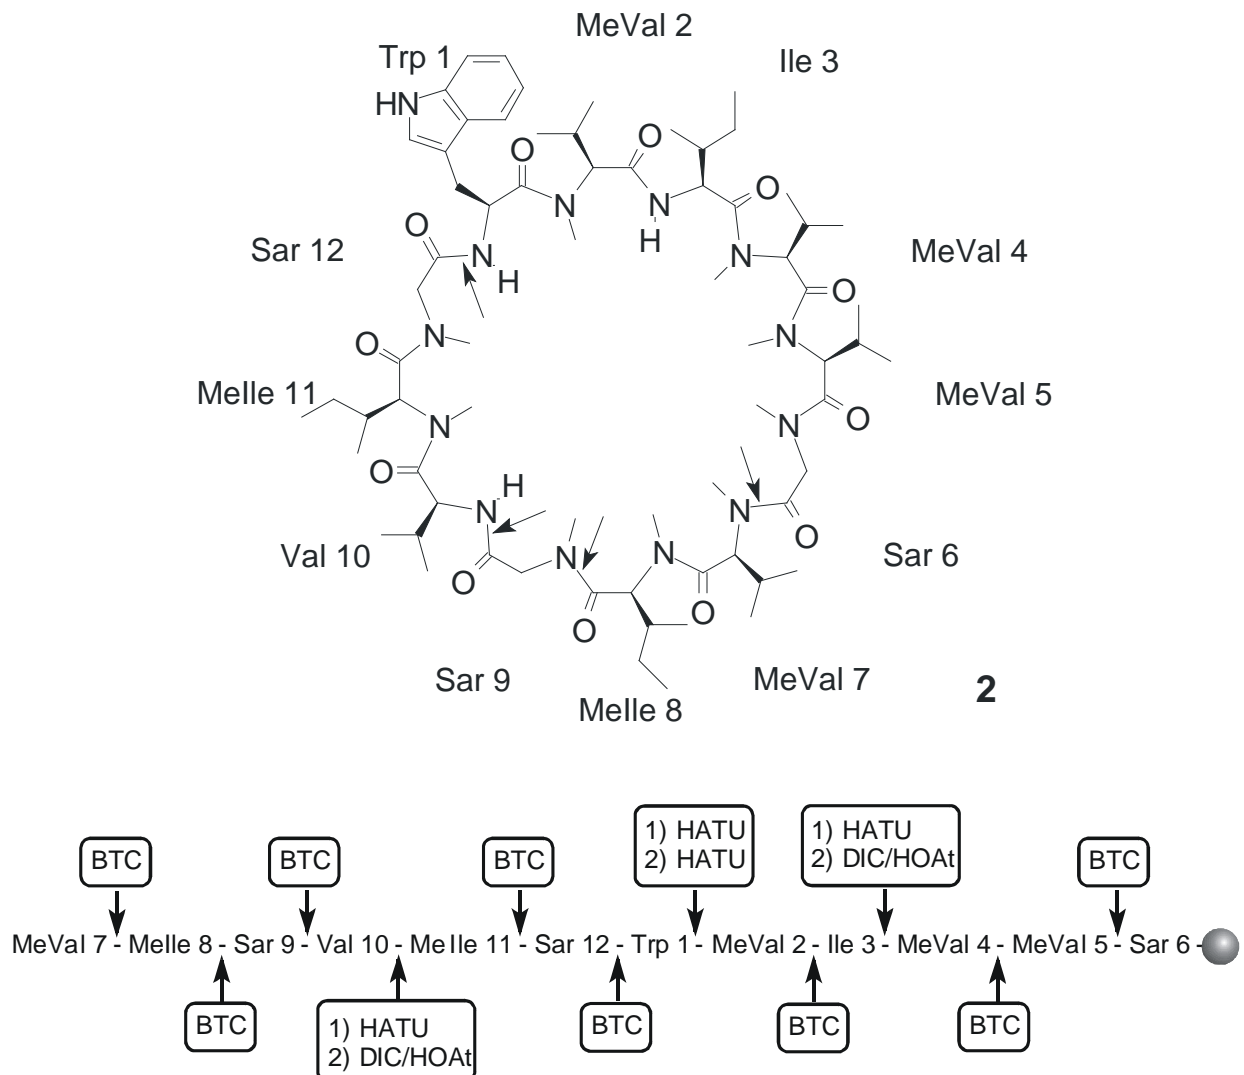 MeVal 2
Trp 1
Ile 3
HN
O
O
O
N
N
H
O
Sar 12
N
H
N
MeVal 4
O
O
N
N
MeIle 11
N
N
MeVal 5
O
O
H
N
N
Val 10
O
N
N
O
Sar 6
O
O
Sar 9
MeIle 8
MeVal 7
2
1) HATU
2) HATU
1) HATU
2) DIC/HOAt
BTC
BTC
BTC
BTC
MeVal 7 - MeIle 8 - Sar 9 - Val 10 - MeIle 11 - Sar 12 - Trp 1 - MeVal 2 - Ile 3 - MeVal 4 - MeVal 5 - Sar 6 -
BTC
1) HATU
2) DIC/HOAt
BTC
BTC
BTC